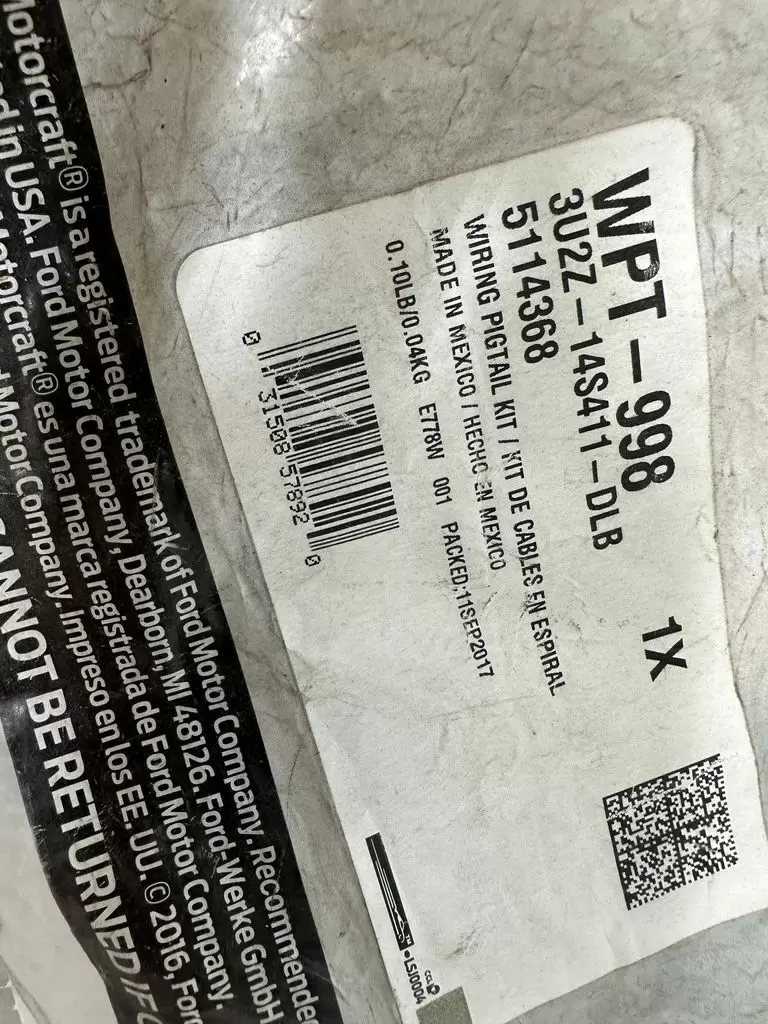 WPT-998 1X
3U2Z-14S411-DLB
5114368
WIRING PIGTAIL KIT / KIT DE CABLES EN ESPIRAL
MADE IN MEXICO / HECHO EN MEXICO
0.10LB/0.04KG E778W 001 PACKED:11SEP2017
0 31508 57892 0
LSJ0004
CCL
Motorcraft® is a registered trademark of Ford Motor Company. Recommended
in USA. Ford Motor Company, Dearborn, MI 48126. Ford-Werke GmbH
Motorcraft® es una marca registrada de Ford Motor Company.
Motor Company. Impreso en los EE. UU. © 2016, Ford
CANNOT BE RETURNED IF